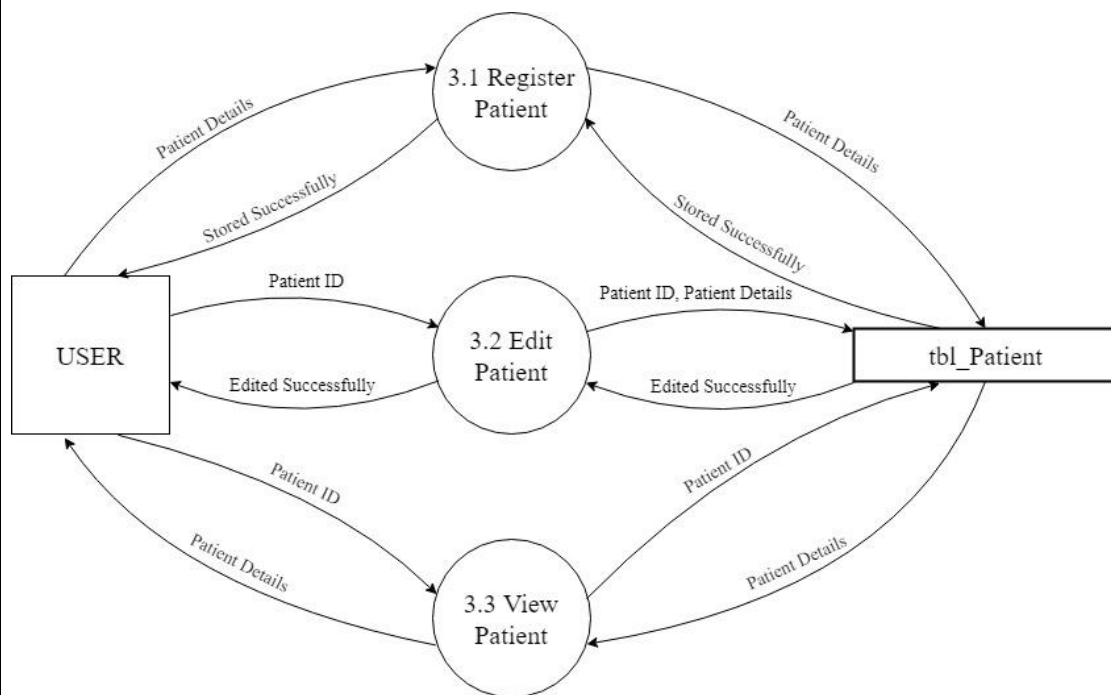 3.1 Register
Patient
Patient Details
Patient Details
Stored Successfully
Stored Successfully
Patient ID
Patient ID, Patient Details
USER
3.2 Edit
Patient
tbl_Patient
Edited Successfully
Edited Successfully
Patient ID
Patient ID
Patient Details
Patient Details
3.3 View
Patient